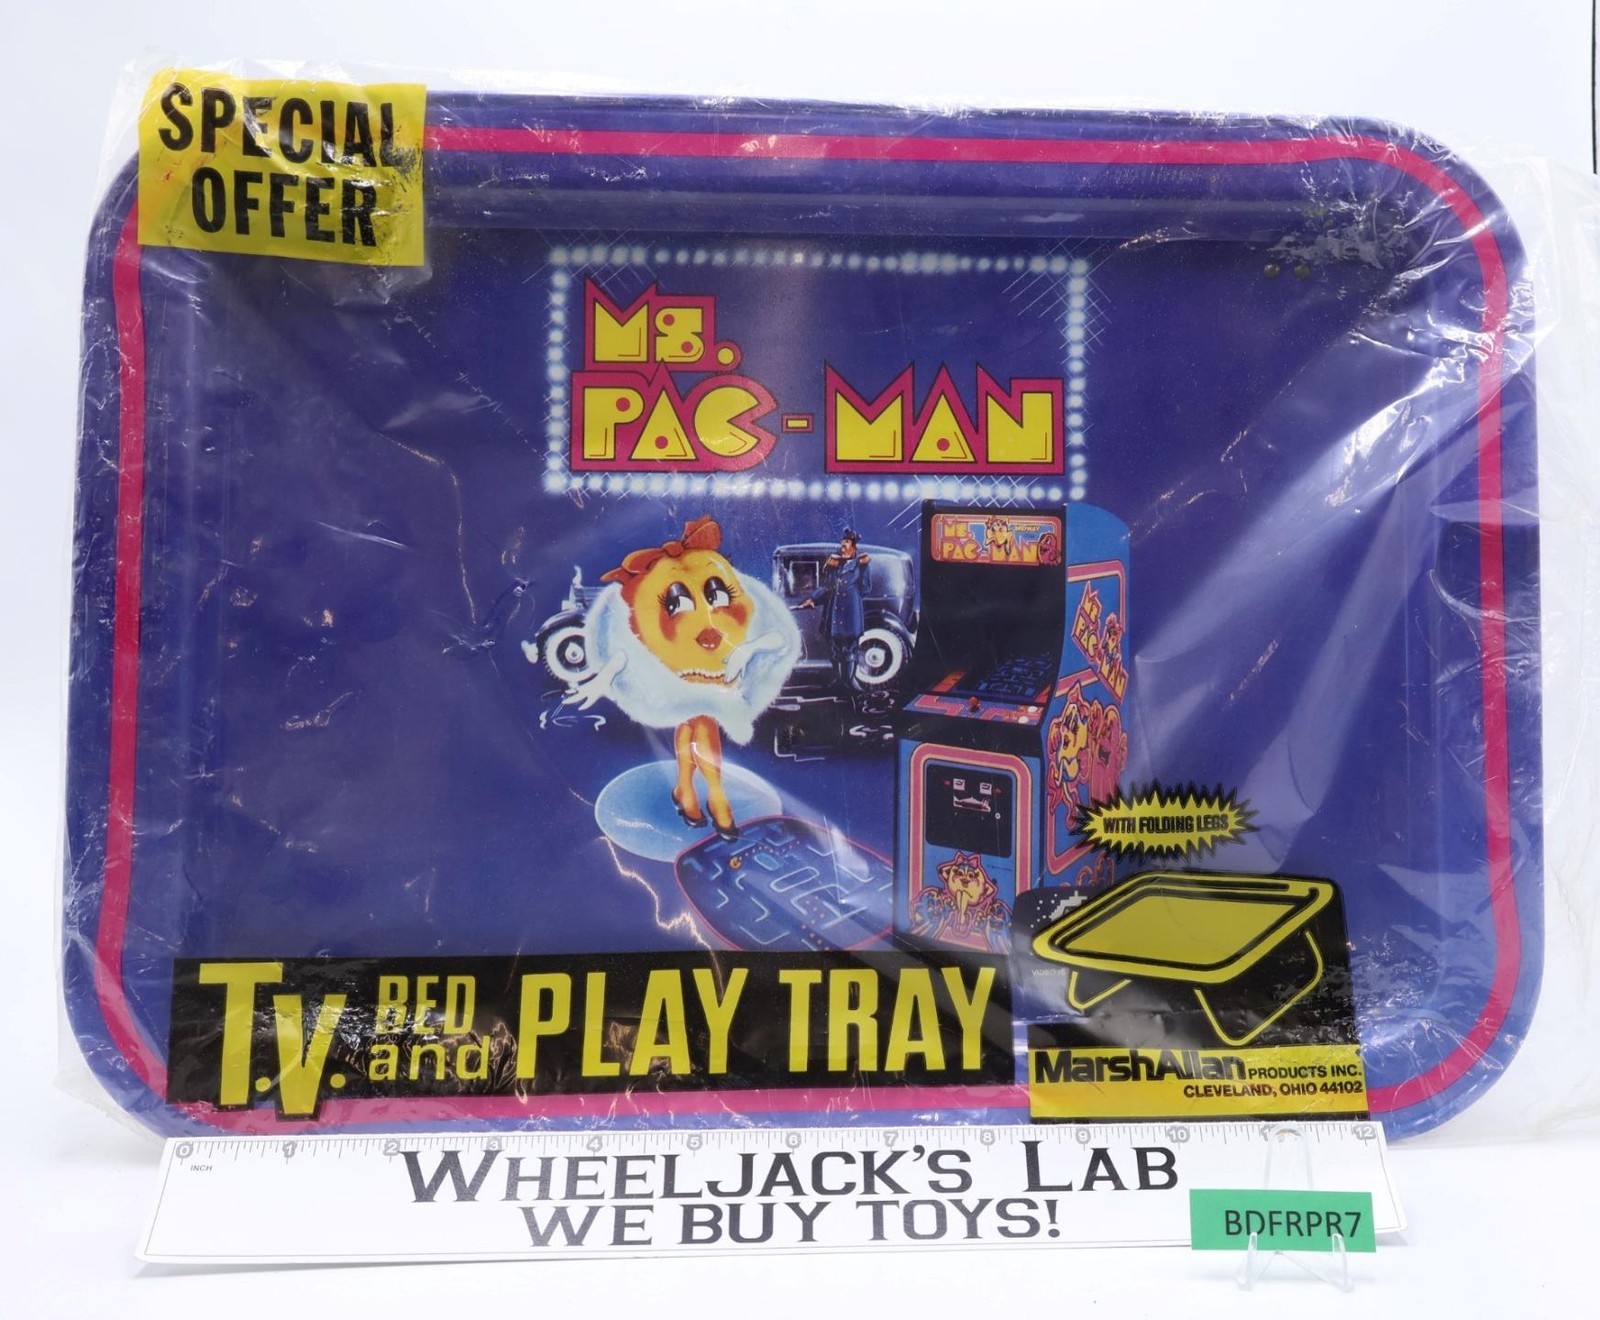 SPECIAL
OFFER
Ms.
PAC-MAN
MS.
PAC-MAN
MIDWAY
MS.
PAC-MAN
WITH FOLDING LEGS
T.V. BED and PLAY TRAY
MarshAllan PRODUCTS INC.
CLEVELAND, OHIO 44102
0 1 2 3 4 5 6 7 8 9 10 11 12
INCH
WHEELJACK'S LAB
WE BUY TOYS!
BDFRPR7